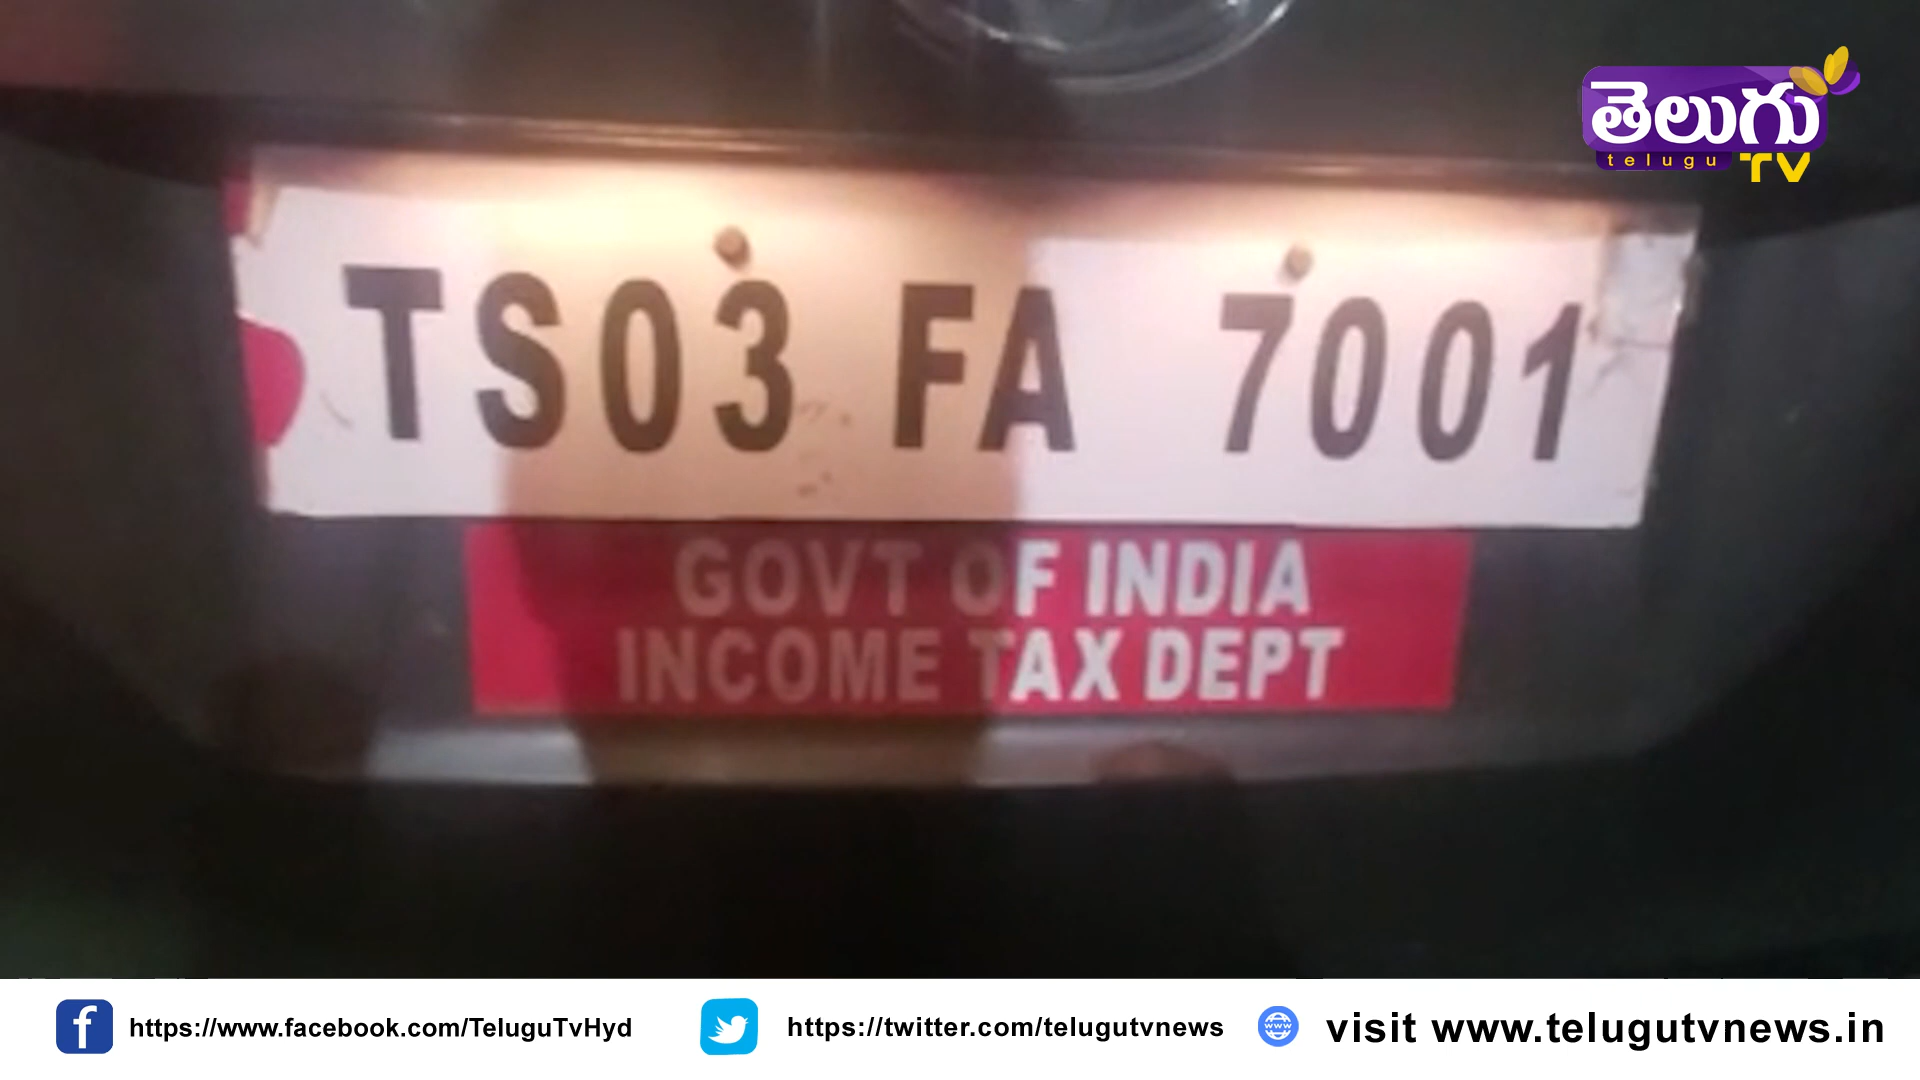 తెలుగు
telugu
TV
TS03 FA 7001
GOVT OF INDIA
INCOME TAX DEPT
https://www.facebook.com/TeluguTvHyd
https://twitter.com/telugutvnews
www
visit www.telugutvnews.in